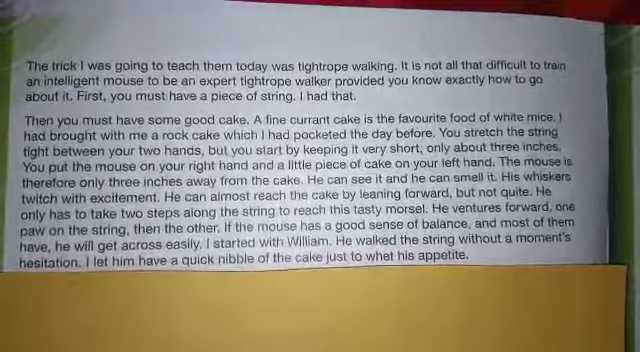 The trick I was going to teach them today was tightrope walking. It is not all that difficult to train
an intelligent mouse to be an expert tightrope walker provided you know exactly how to go
about it. First, you must have a piece of string. I had that.
Then you must have some good cake. A fine currant cake is the favourite food of white mice. I
had brought with me a rock cake which I had pocketed the day before. You stretch the string
tight between your two hands, but you start by keeping it very short, only about three inches.
You put the mouse on your right hand and a little piece of cake on your left hand. The mouse is
therefore only three inches away from the cake. He can see it and he can smell it. His whiskers
twitch with excitement. He can almost reach the cake by leaning forward, but not quite. He
only has to take two steps along the string to reach this tasty morsel. He ventures forward, one
paw on the string, then the other. If the mouse has a good sense of balance, and most of them
have, he will get across easily. I started with William. He walked the string without a moment's
hesitation. I let him have a quick nibble of the cake just to whet his appetite.